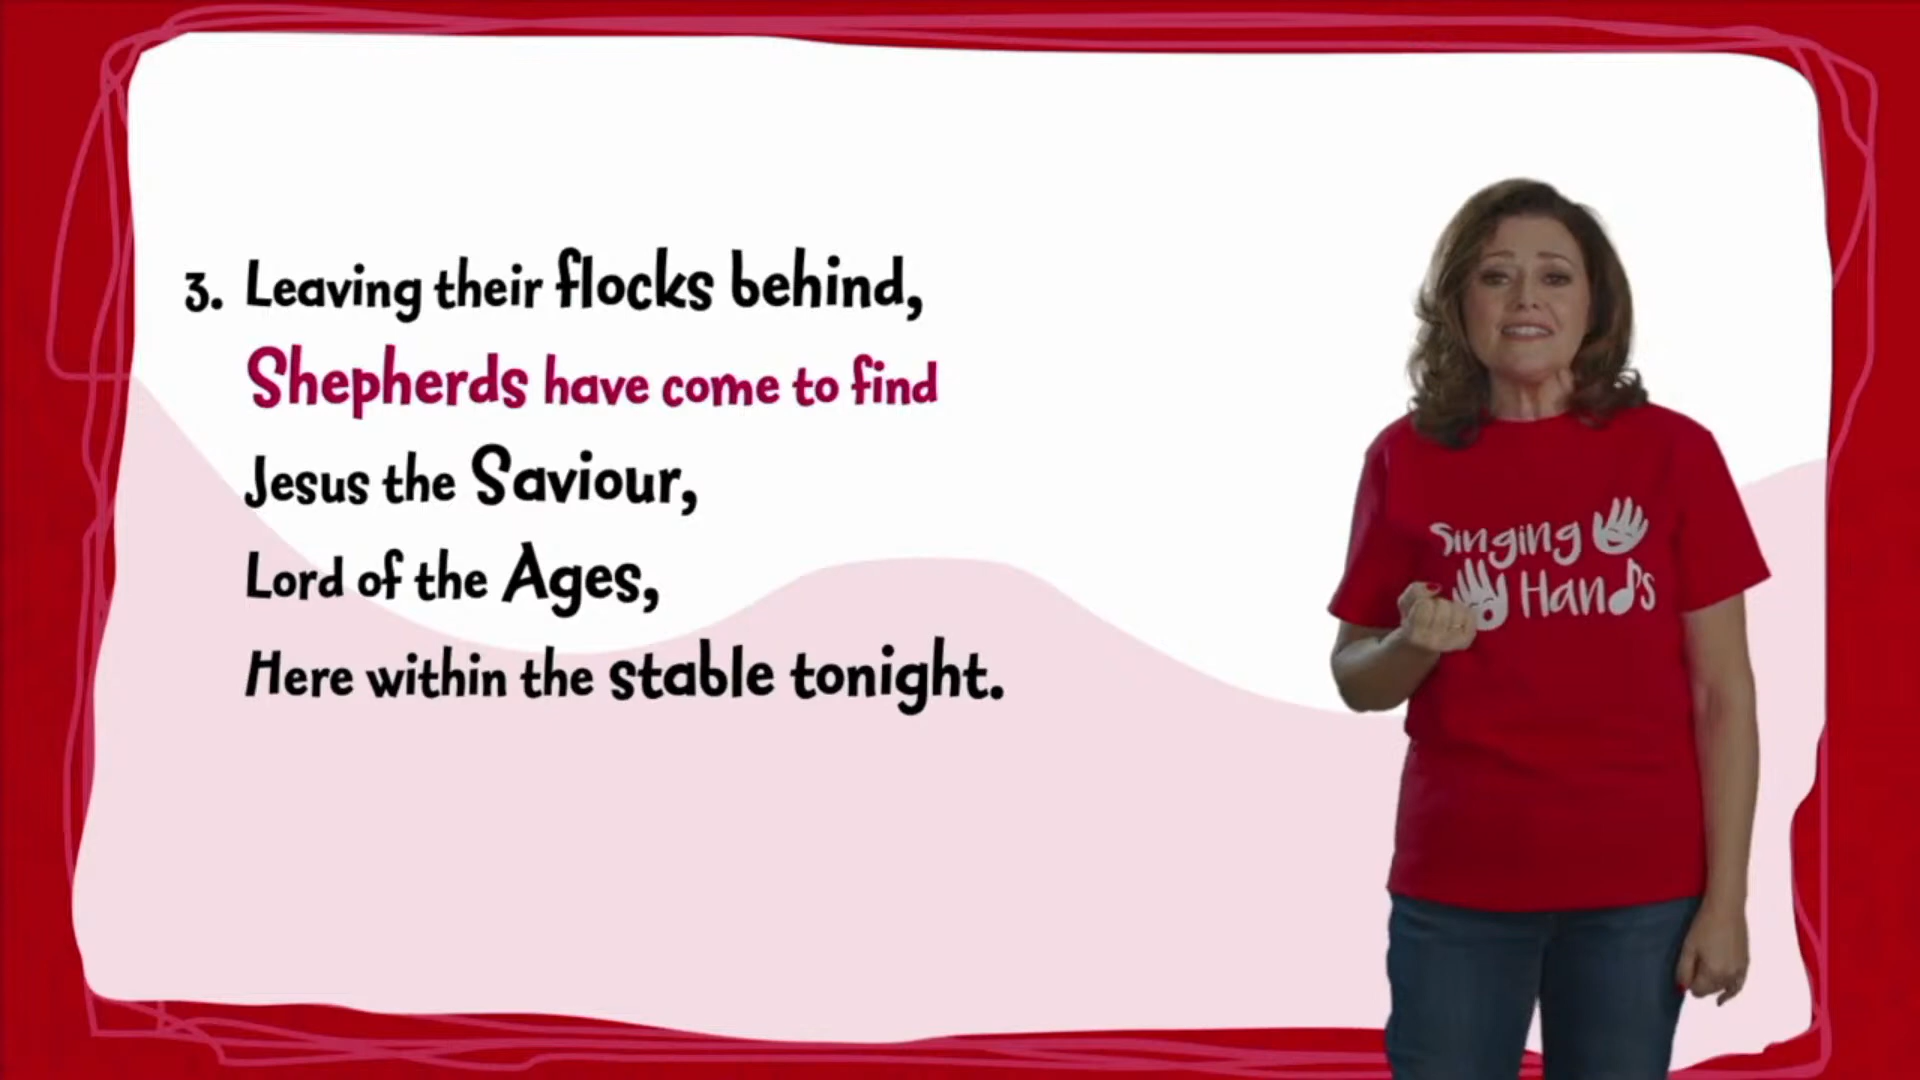 3. Leaving their flocks behind,
Shepherds have come to find
Jesus the Saviour,
Lord of the Ages,
Here within the stable tonight.
Singing
Hands